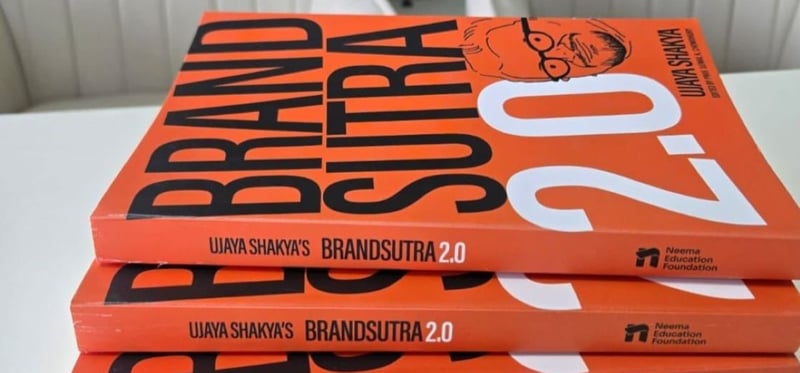 BRAND
SUTRA
2.0
UJAYA SHAKYA
UJAYA SHAKYA'S BRANDSUTRA 2.0
Neema
Education
Foundation
UJAYA SHAKYA'S BRANDSUTRA 2.0
Neema
Education
Foundation